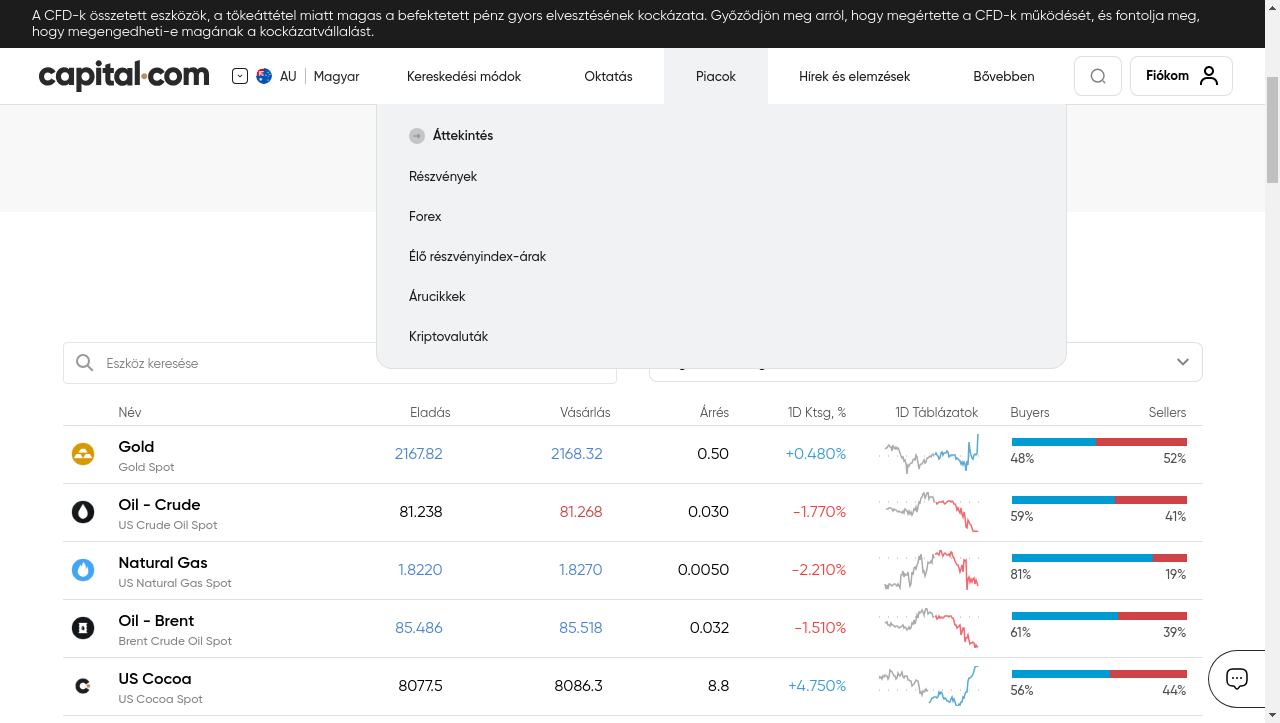 A CFD-k összetett eszközök, a tőkeáttétel miatt magas a befektetett pénz gyors elvesztésének kockázata. Győződjön meg arról, hogy megértette a CFD-k működését, és fontolja meg,
hogy megengedheti-e magának a kockázatvállalást.
capital.com AU Magyar Kereskedési módok Oktatás Piacok Hírek és elemzések Bővebben Fiókom
Áttekintés
Részvények
Forex
Élő részvényindex-árak
Árucikkek
Kriptovaluták
Eszköz keresése
Név Eladás Vásárlás Árrés 1D Ktsg, % 1D Táblázatok Buyers Sellers
Gold 2167.82 2168.32 0.50 +0.480% 48% 52%
Gold Spot
Oil - Crude 81.238 81.268 0.030 -1.770% 59% 41%
US Crude Oil Spot
Natural Gas 1.8220 1.8270 0.0050 -2.210% 81% 19%
US Natural Gas Spot
Oil - Brent 85.486 85.518 0.032 -1.510% 61% 39%
Brent Crude Oil Spot
US Cocoa 8077.5 8086.3 8.8 +4.750% 56% 44%
US Cocoa Spot